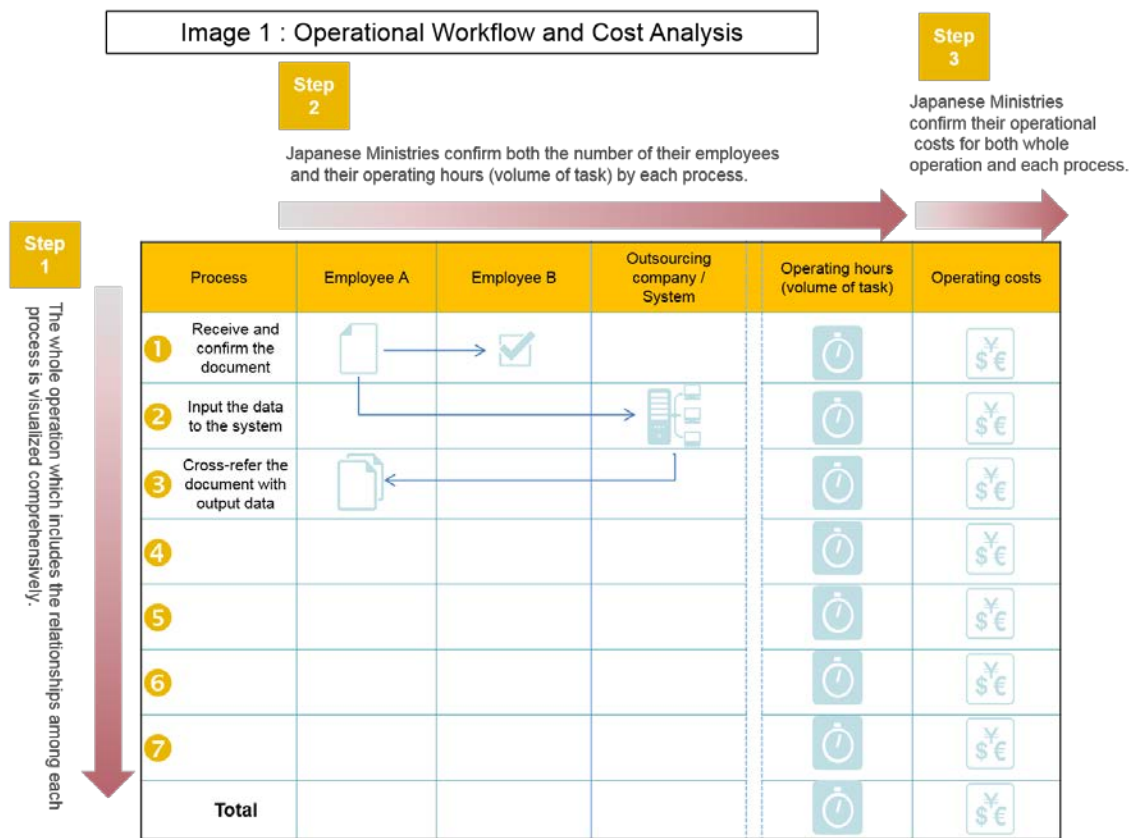 Image 1 : Operational Workflow and Cost Analysis
Step
2
Japanese Ministries confirm both the number of their employees
and their operating hours (volume of task) by each process.
Step
3
Japanese Ministries
confirm their operational
costs for both whole
operation and each process.
Step
1
The whole operation which includes the relationships among each
process is visualized comprehensively.
Process
Employee A
Employee B
Outsourcing
company /
System
Operating hours
(volume of task)
Operating costs
1
Receive and
confirm the
document
¥
$€
2
Input the data
to the system
¥
$€
3
Cross-refer the
document with
output data
¥
$€
4
¥
$€
5
¥
$€
6
¥
$€
7
¥
$€
Total
¥
$€